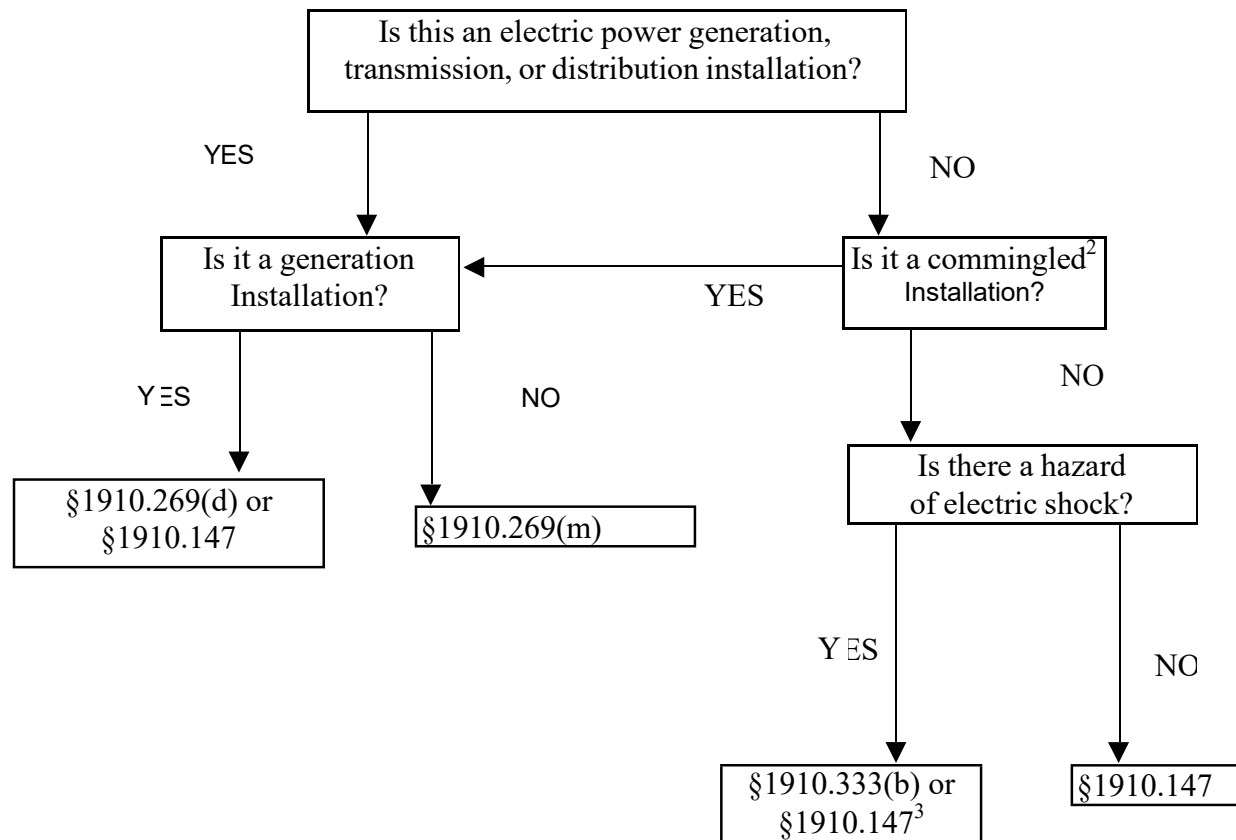 Is this an electric power generation,
transmission, or distribution installation?
YES
NO
Is it a generation
Installation?
YES
Is it a commingled²
Installation?
YES
NO
NO
Is there a hazard
of electric shock?
§1910.269(d) or
§1910.147
§1910.269(m)
YES
NO
§1910.333(b) or
§1910.147³
§1910.147